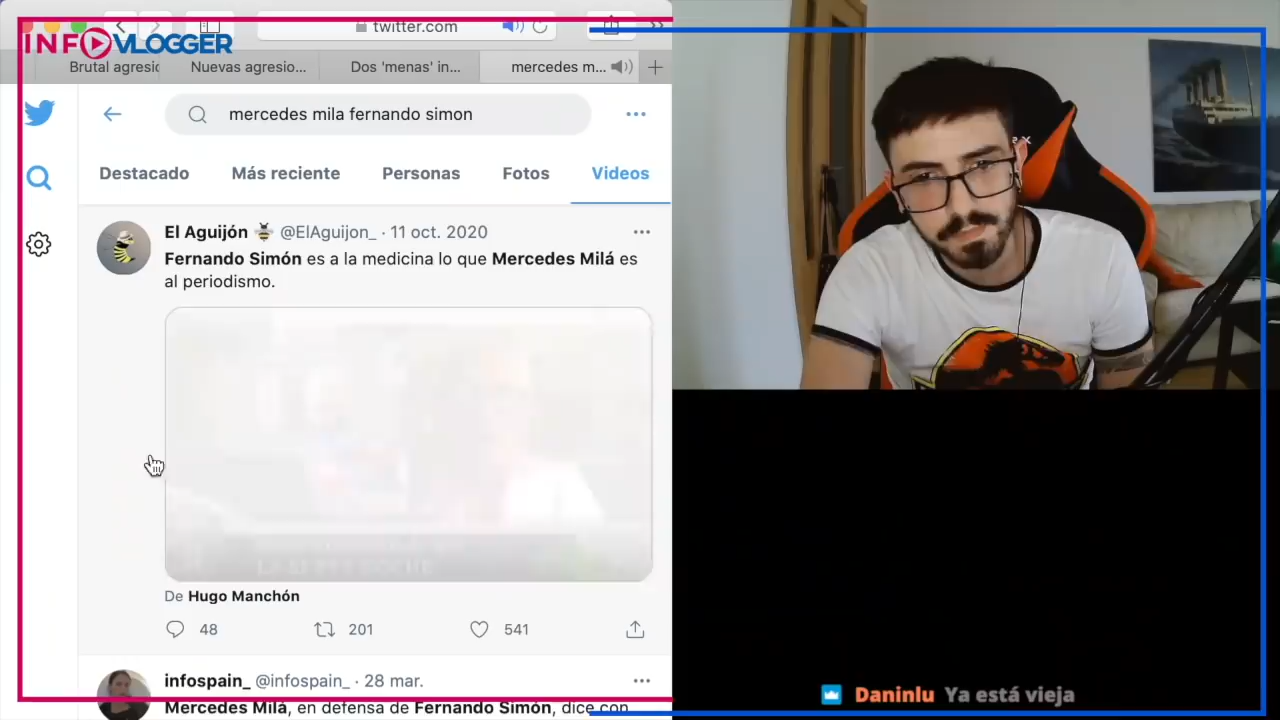 INFOVLOGGER
twitter.com
Brutal agresic
Nuevas agresio...
Dos 'menas' in...
mercedes m...
mercedes mila fernando simon
Destacado
Más reciente
Personas
Fotos
Videos
El Aguijón @ElAguijon_ · 11 oct. 2020
Fernando Simón es a la medicina lo que Mercedes Milá es
al periodismo.
De Hugo Manchón
48
201
541
infospain_ @infospain_ · 28 mar.
Mercedes Milá, en defensa de Fernando Simón, dice con
Daninlu Ya está vieja